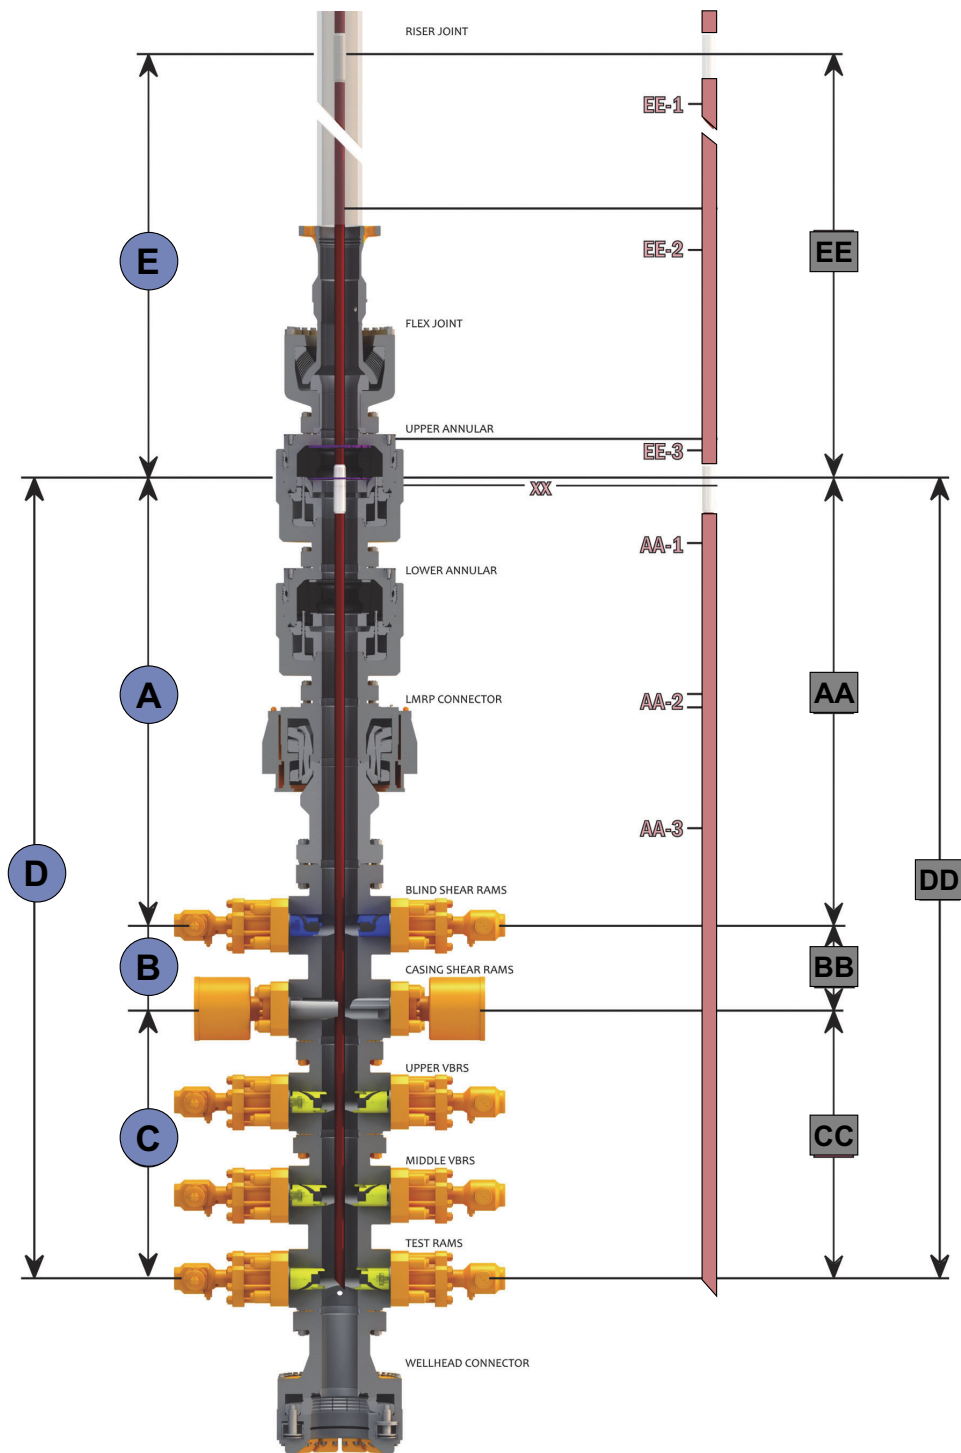 RISER JOINT
EE-1
E
EE-2
EE
FLEX JOINT
UPPER ANNULAR
EE-3
XX
AA-1
LOWER ANNULAR
A
LMRP CONNECTOR
AA-2
AA
AA-3
D
BLIND SHEAR RAMS
DD
B
CASING SHEAR RAMS
BB
UPPER VBRS
C
CC
MIDDLE VBRS
TEST RAMS
WELLHEAD CONNECTOR